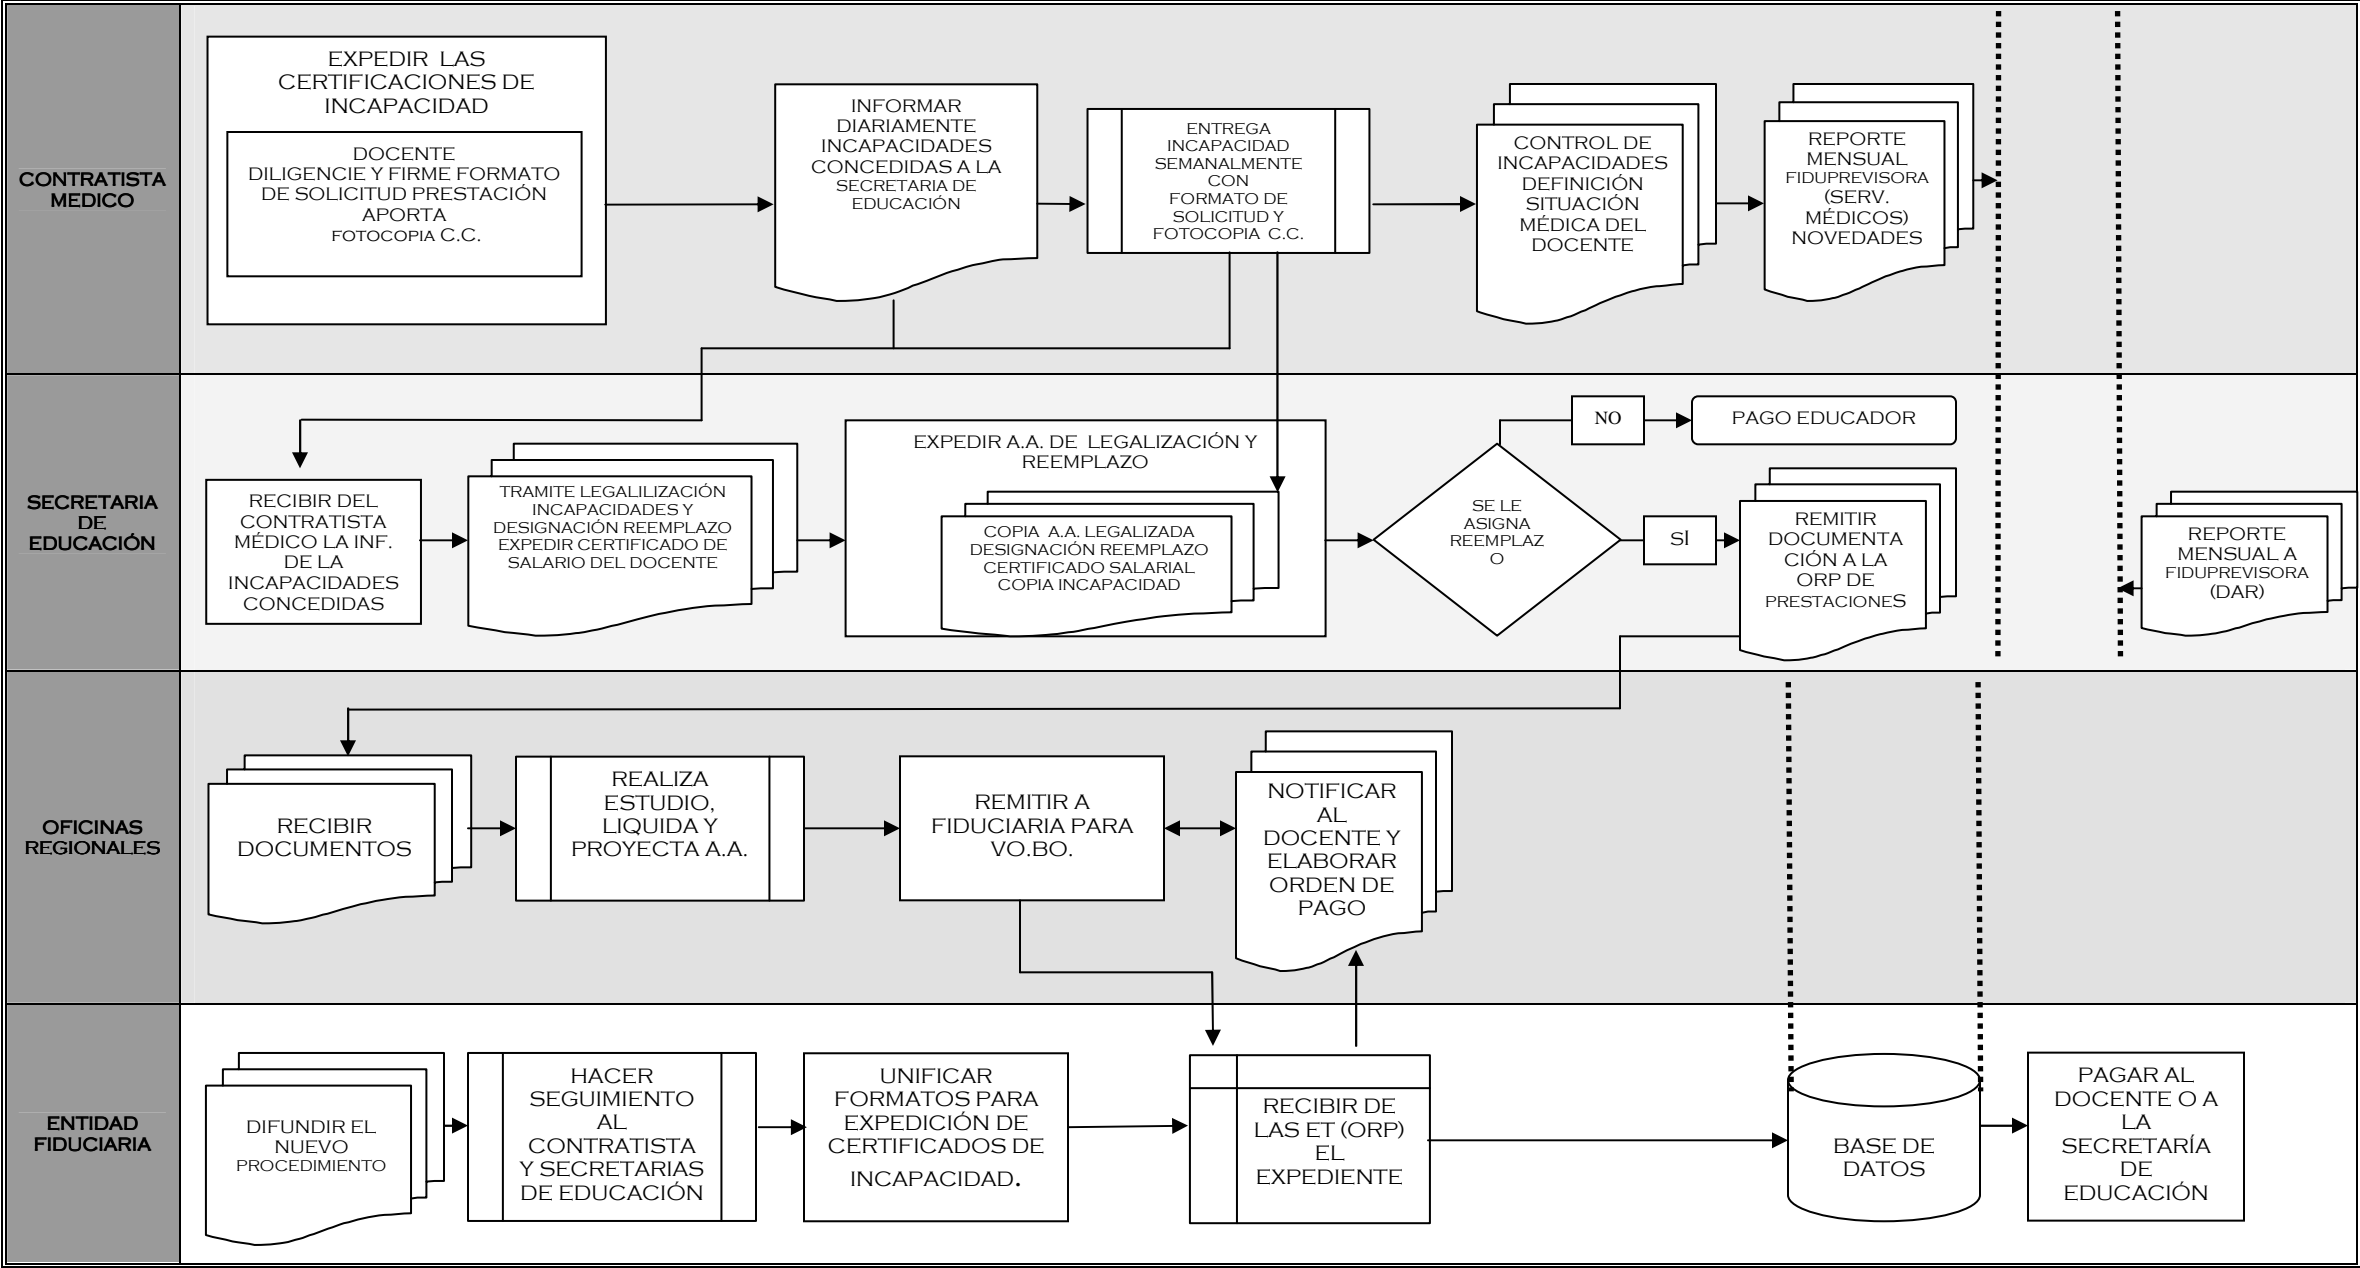 CONTRATISTA
MEDICO
EXPEDIR LAS
CERTIFICACIONES DE
INCAPACIDAD
DOCENTE
DILIGENCIE Y FIRME FORMATO
DE SOLICITUD PRESTACIÓN
APORTA
FOTOCOPIA C.C.
INFORMAR
DIARIAMENTE
INCAPACIDADES
CONCEDIDAS A LA
SECRETARIA DE
EDUCACIÓN
ENTREGA
INCAPACIDAD
SEMANALMENTE
CON
FORMATO DE
SOLICITUD Y
FOTOCOPIA C.C.
CONTROL DE
INCAPACIDADES
DEFINICIÓN
SITUACIÓN
MÉDICA DEL
DOCENTE
REPORTE
MENSUAL
FIDUPREVISORA
(SERV.
MÉDICOS)
NOVEDADES
SECRETARIA
DE
EDUCACIÓN
RECIBIR DEL
CONTRATISTA
MÉDICO LA INF.
DE LA
INCAPACIDADES
CONCEDIDAS
TRAMITE LEGALILIZACIÓN
INCAPACIDADES Y
DESIGNACIÓN REEMPLAZO
EXPEDIR CERTIFICADO DE
SALARIO DEL DOCENTE
EXPEDIR A.A. DE LEGALIZACIÓN Y
REEMPLAZO
COPIA A.A. LEGALIZADA
DESIGNACIÓN REEMPLAZO
CERTIFICADO SALARIAL
COPIA INCAPACIDAD
SE LE
ASIGNA
REEMPLAZ
O
NO
PAGO EDUCADOR
SÍ
REMITIR
DOCUMENTA
CIÓN A LA
ORP DE
PRESTACIONES
REPORTE
MENSUAL A
FIDUPREVISORA
(DAR)
OFICINAS
REGIONALES
RECIBIR
DOCUMENTOS
REALIZA
ESTUDIO,
LIQUIDA Y
PROYECTA A.A.
REMITIR A
FIDUCIARIA PARA
VO.BO.
NOTIFICAR
AL
DOCENTE Y
ELABORAR
ORDEN DE
PAGO
ENTIDAD
FIDUCIARIA
DIFUNDIR EL
NUEVO
PROCEDIMIENTO
HACER
SEGUIMIENTO
AL
CONTRATISTA
Y SECRETARIAS
DE EDUCACIÓN
UNIFICAR
FORMATOS PARA
EXPEDICIÓN DE
CERTIFICADOS DE
INCAPACIDAD.
RECIBIR DE
LAS ET (ORP)
EL
EXPEDIENTE
BASE DE
DATOS
PAGAR AL
DOCENTE O A
LA
SECRETARÍA
DE
EDUCACIÓN